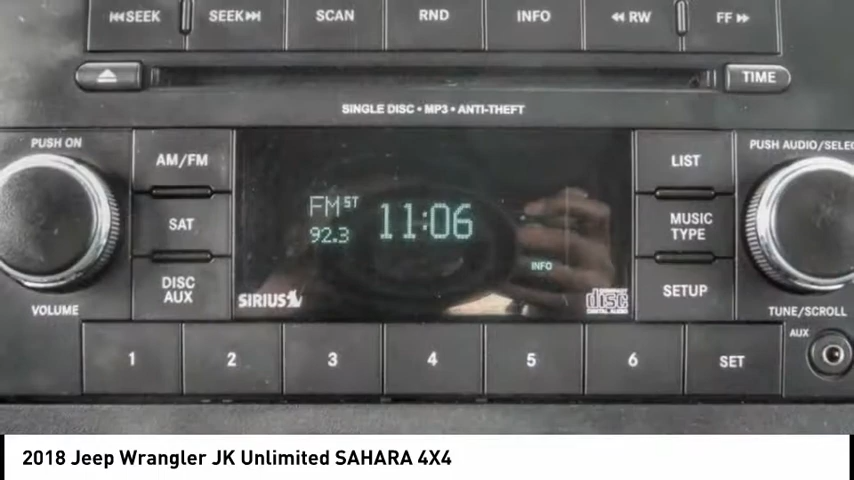 ⏮SEEK SEEK⏭ SCAN RND INFO ◀◀ RW FF ▶▶
TIME
SINGLE DISC • MP3 • ANTI-THEFT
PUSH ON AM/FM LIST PUSH AUDIO/SELEC
SAT FM ST 11:06 MUSIC
92.3 TYPE
INFO
DISC SETUP
AUX
SIRIUS disc
DIGITAL AUDIO
VOLUME TUNE/SCROLL
1 2 3 4 5 6 SET AUX
2018 Jeep Wrangler JK Unlimited SAHARA 4X4